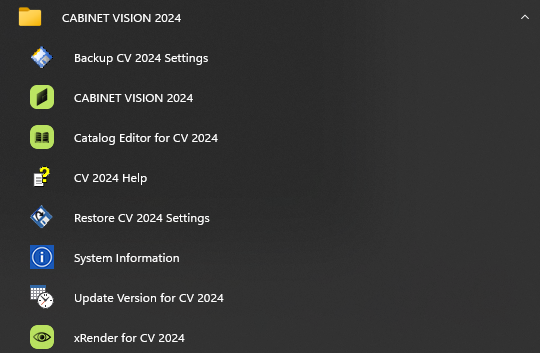 CABINET VISION 2024
Backup CV 2024 Settings
CABINET VISION 2024
Catalog Editor for CV 2024
CV 2024 Help
Restore CV 2024 Settings
System Information
Update Version for CV 2024
xRender for CV 2024